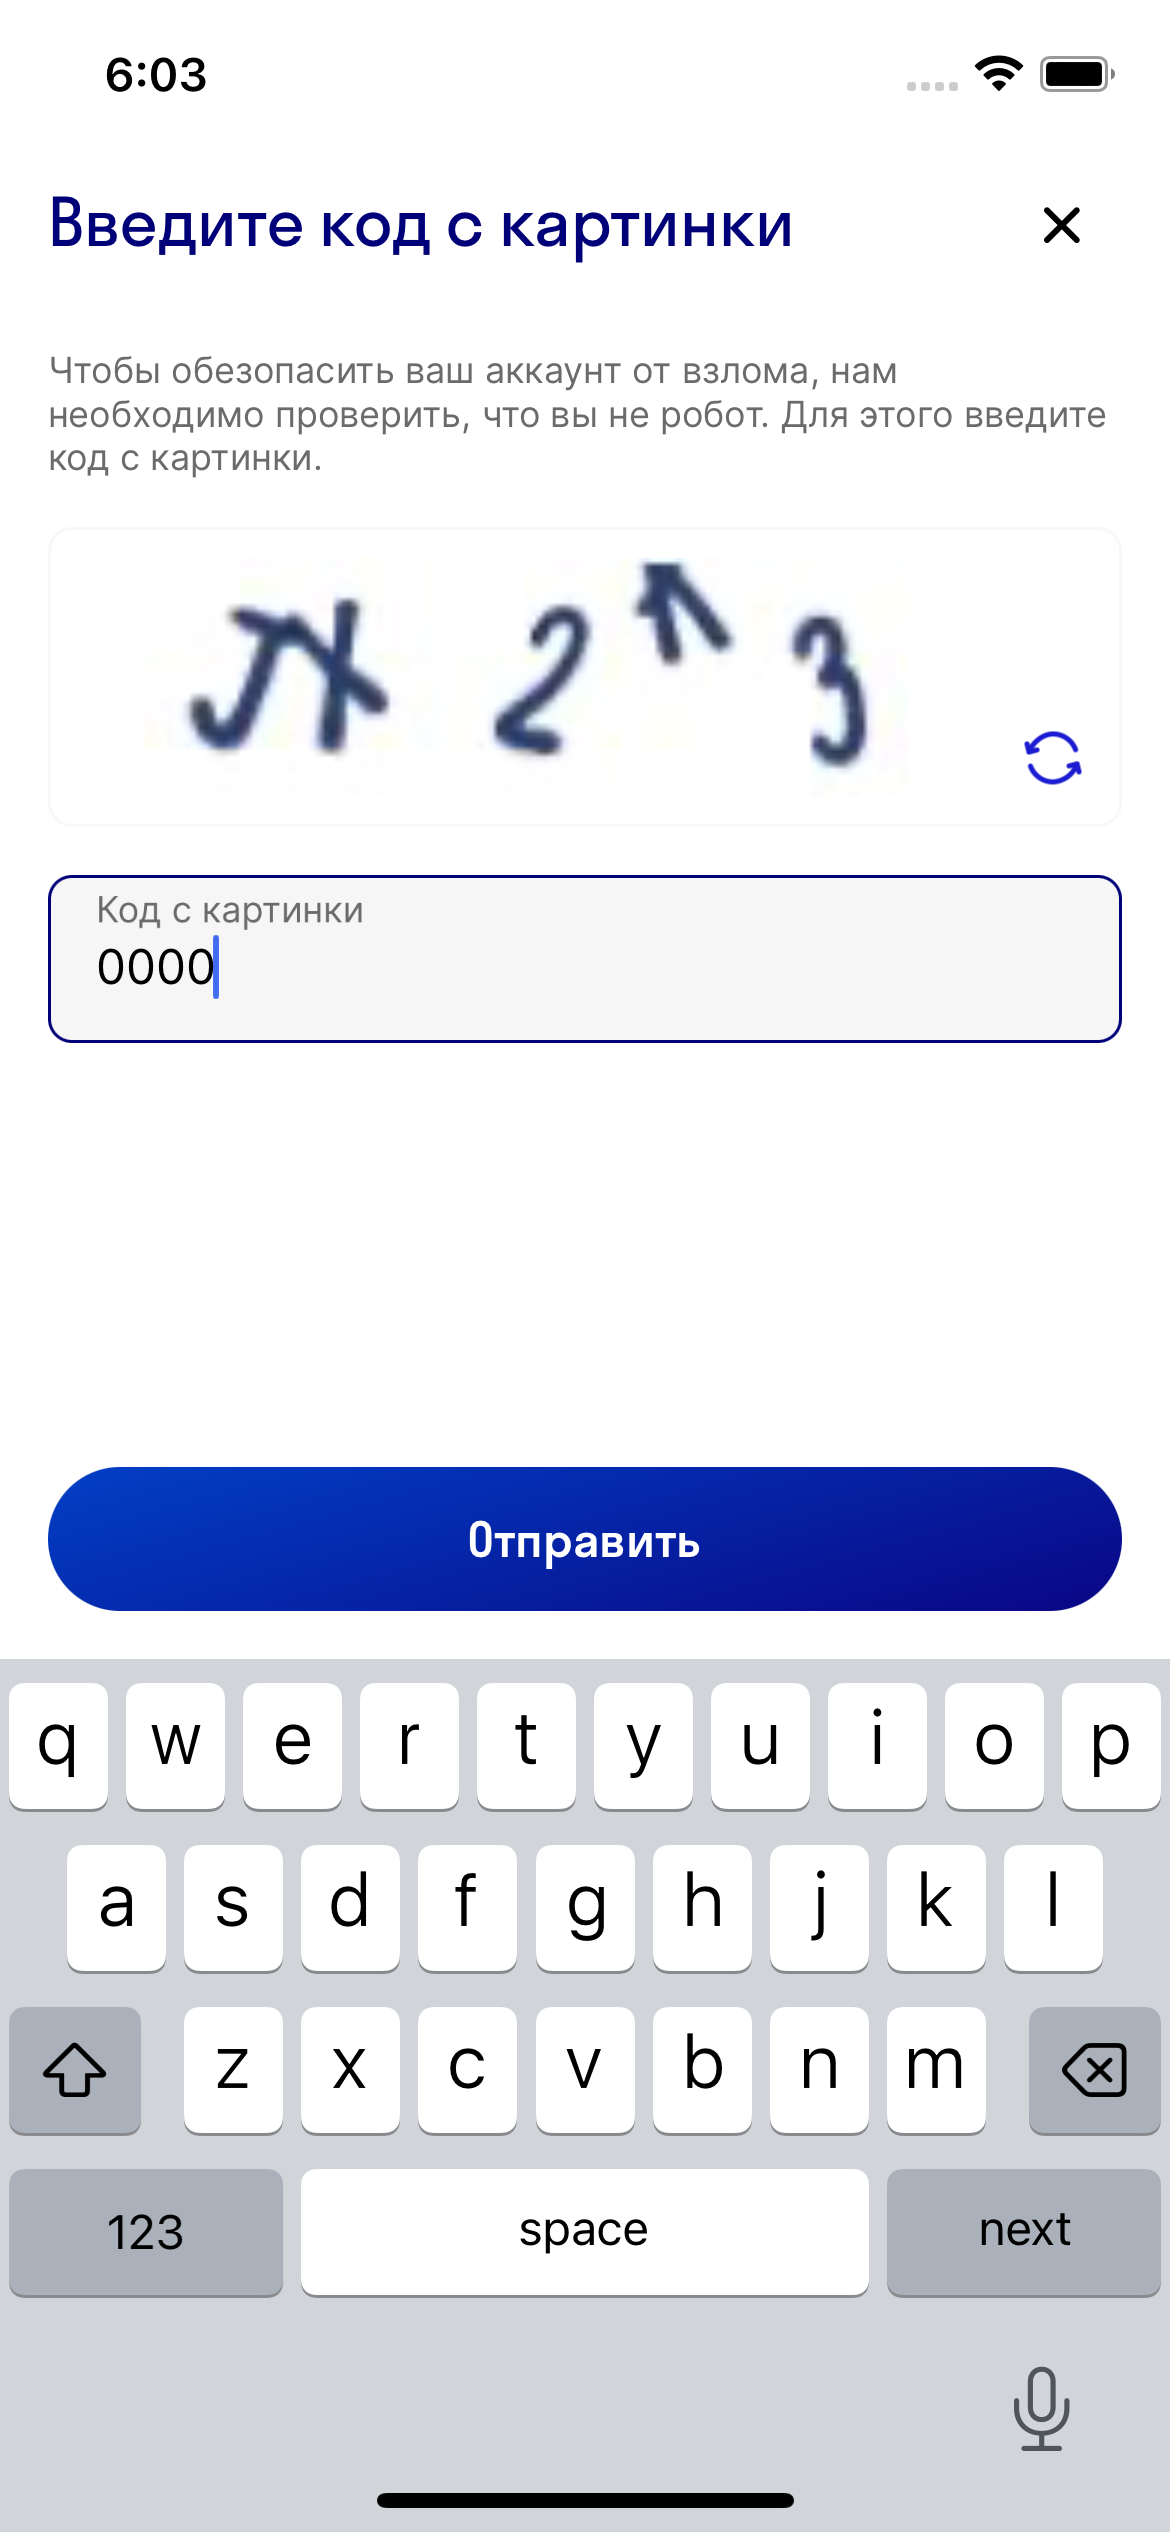 6:03
Введите код с картинки
Чтобы обезопасить ваш аккаунт от взлома, нам
необходимо проверить, что вы не робот. Для этого введите
код с картинки.
2 3
Код с картинки
0000
Отправить
q w e r t y u i o p
a s d f g h j k l
z x c v b n m
123 space next